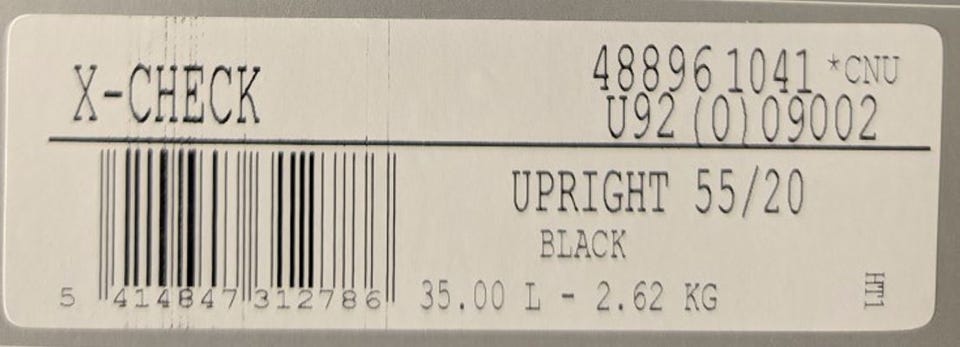 X-CHECK
48896 1041 *CNU
U92 (0) 09002
UPRIGHT 55/20
BLACK
35.00 L - 2.62 KG
5 414847 312786
HT1